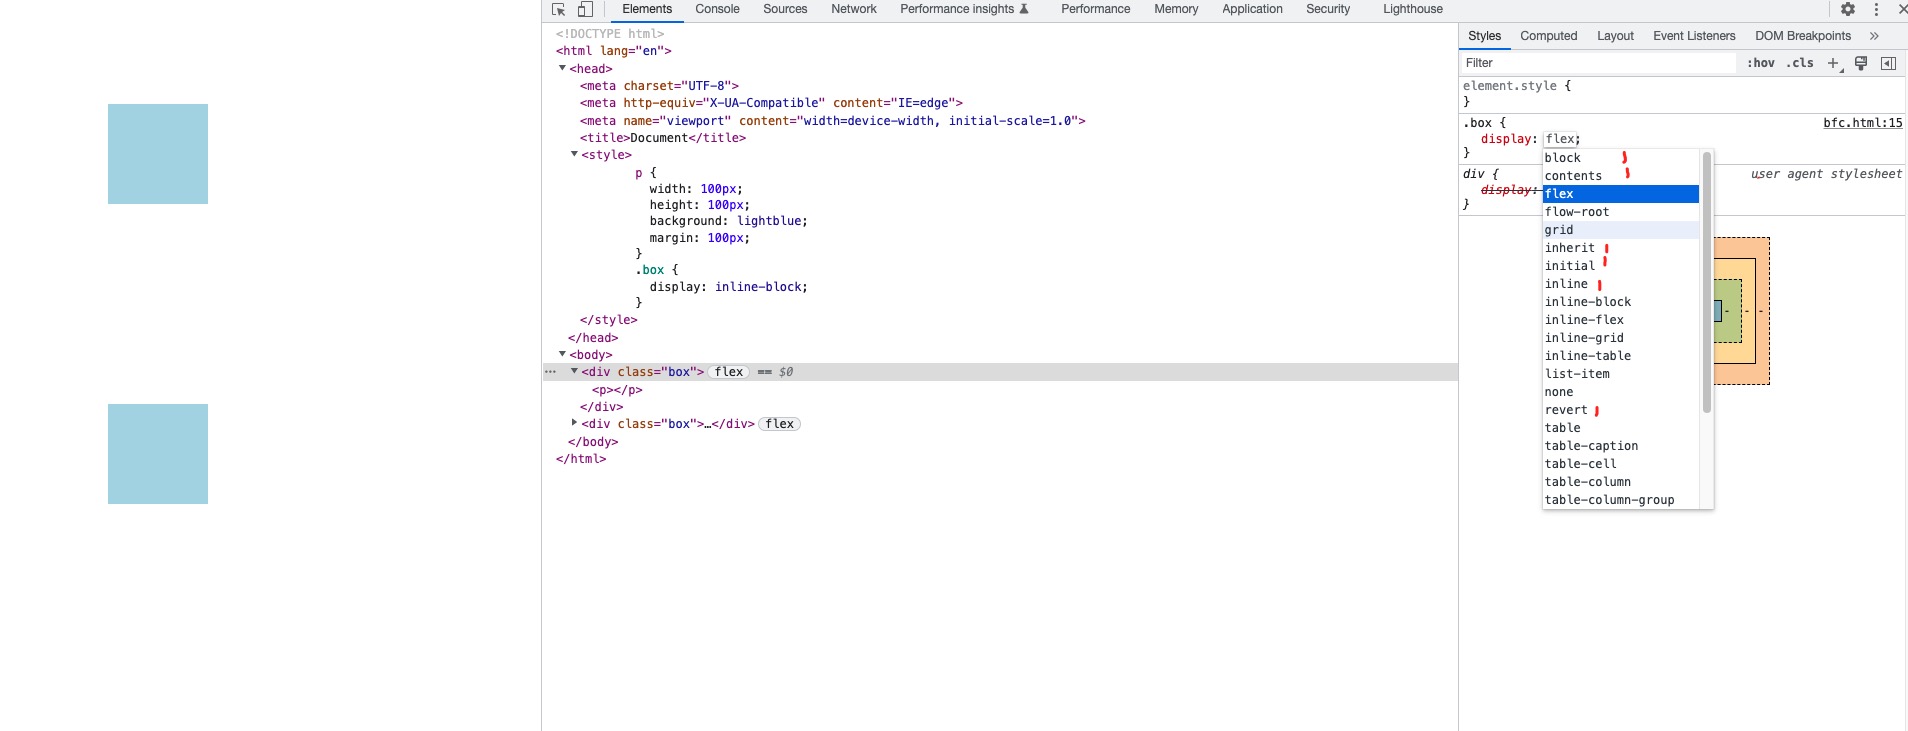 Elements Console Sources Network Performance insights Performance Memory Application Security Lighthouse
<!DOCTYPE html>
<html lang="en">
<head>
<meta charset="UTF-8">
<meta http-equiv="X-UA-Compatible" content="IE=edge">
<meta name="viewport" content="width=device-width, initial-scale=1.0">
<title>Document</title>
<style>
p {
width: 100px;
height: 100px;
background: lightblue;
margin: 100px;
}
.box {
display: inline-block;
}
</style>
</head>
<body>
<div class="box"> flex == $0
<p></p>
</div>
<div class="box">…</div> flex
</body>
</html>
Styles Computed Layout Event Listeners DOM Breakpoints »
Filter :hov .cls +
element.style {
}
.box { bfc.html:15
display: flex;
}
div { user agent stylesheet
display:
}
block
contents
flex
flow-root
grid
inherit
initial
inline
inline-block
inline-flex
inline-grid
inline-table
list-item
none
revert
table
table-caption
table-cell
table-column
table-column-group
- - -